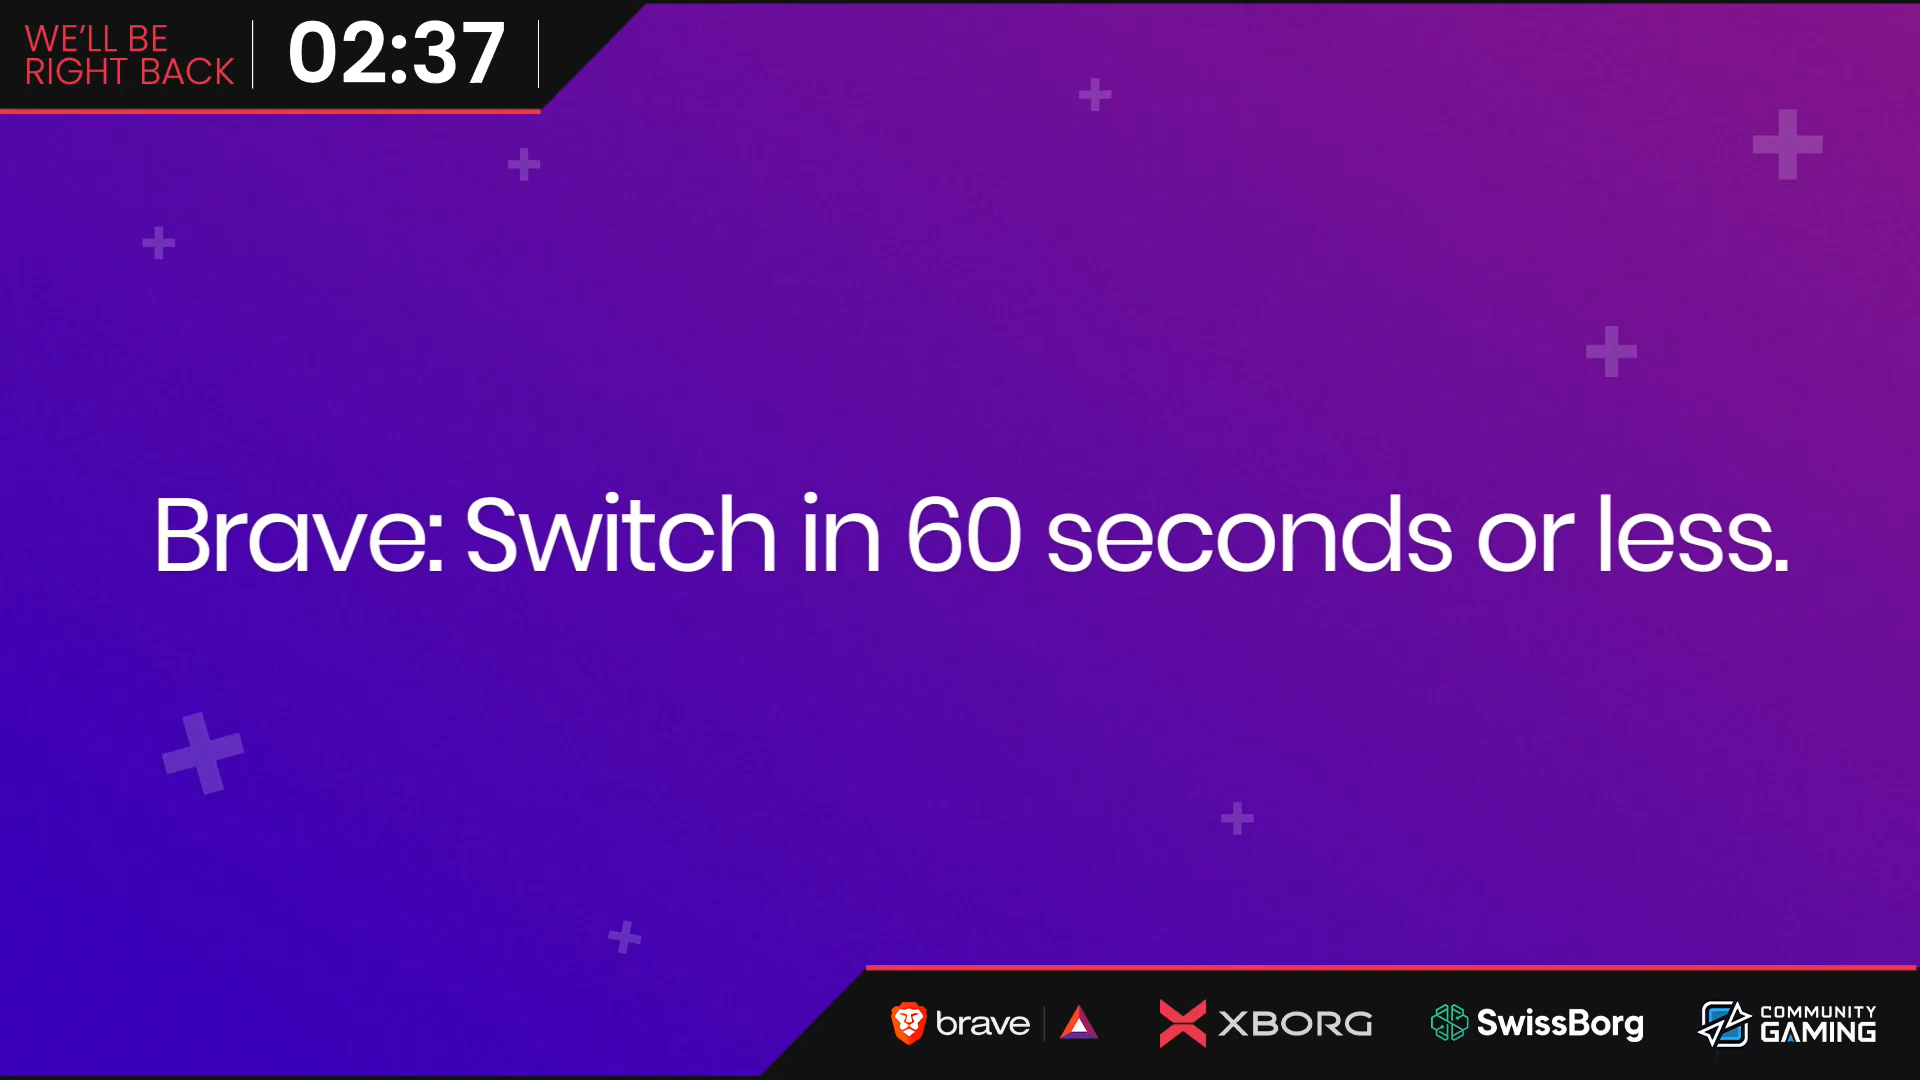 WE'LL BE
RIGHT BACK
02:37
Brave: Switch in 60 seconds or less.
brave
XBORG
SwissBorg
COMMUNITY
GAMING